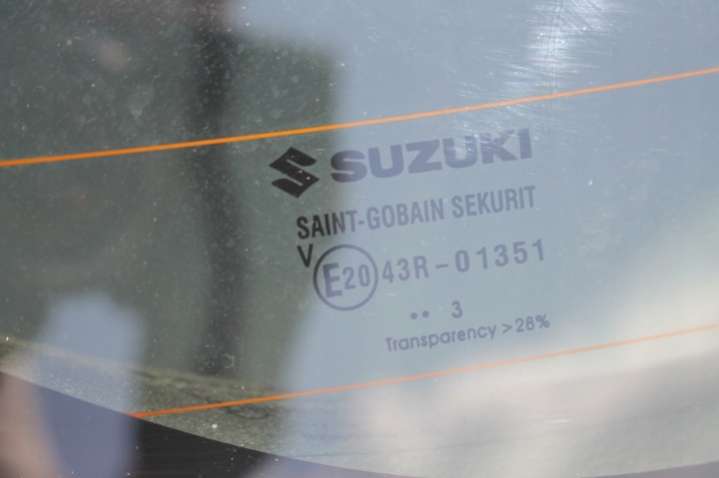 SUZUKI
SAINT-GOBAIN SEKURIT
V
E20 43R-01351
•• 3
Transparency >28%